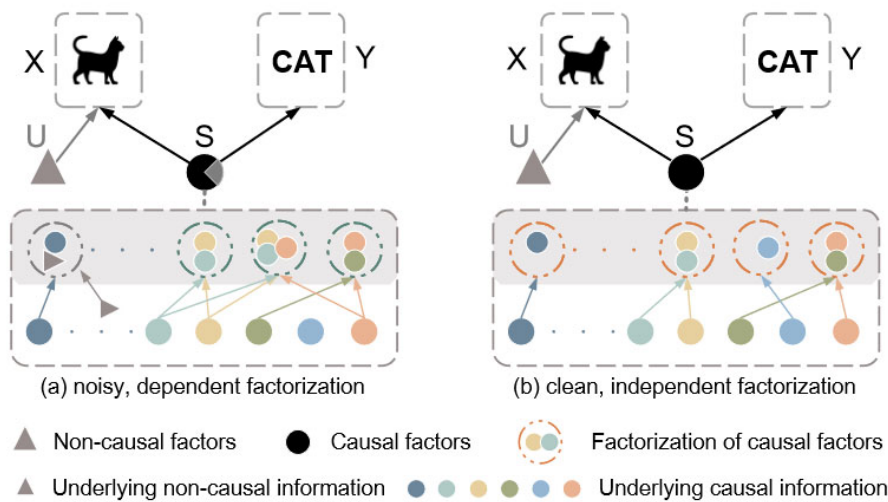 X CAT Y X CAT Y
U S U S
(a) noisy, dependent factorization (b) clean, independent factorization
Non-causal factors Causal factors Factorization of causal factors
Underlying non-causal information Underlying causal information